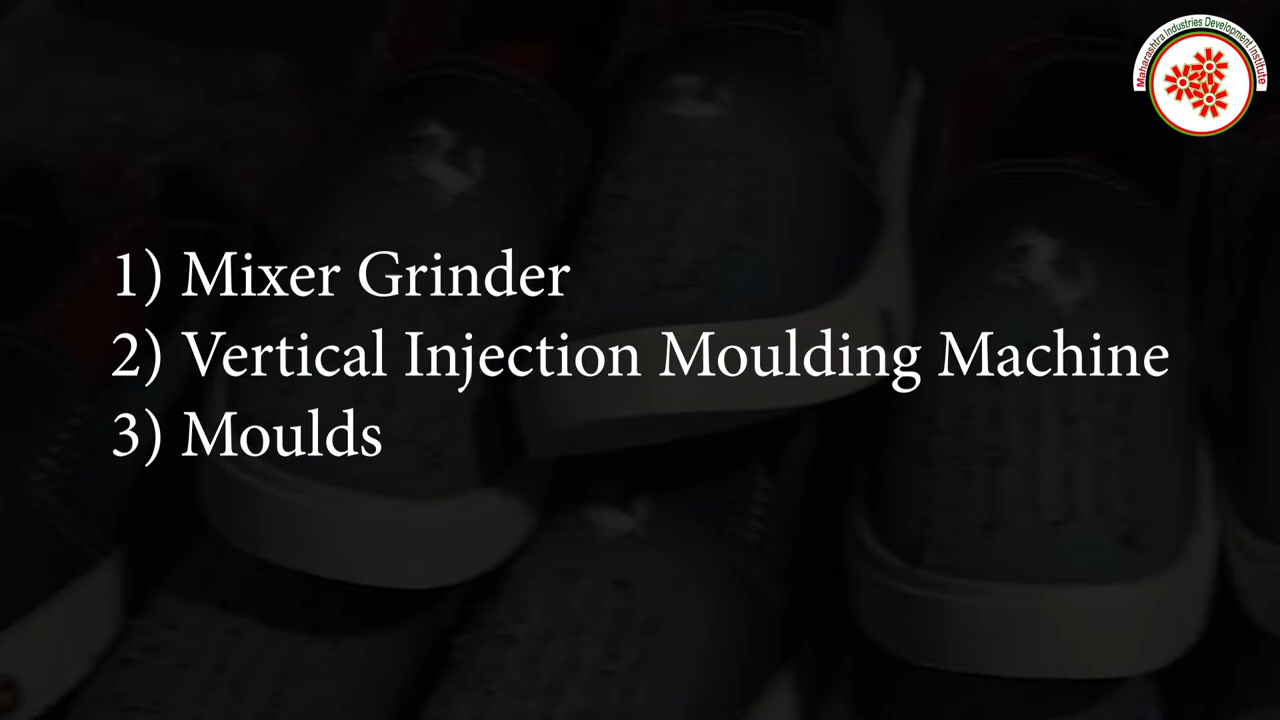 Maharashtra Industries Development Institute
1) Mixer Grinder
2) Vertical Injection Moulding Machine
3) Moulds